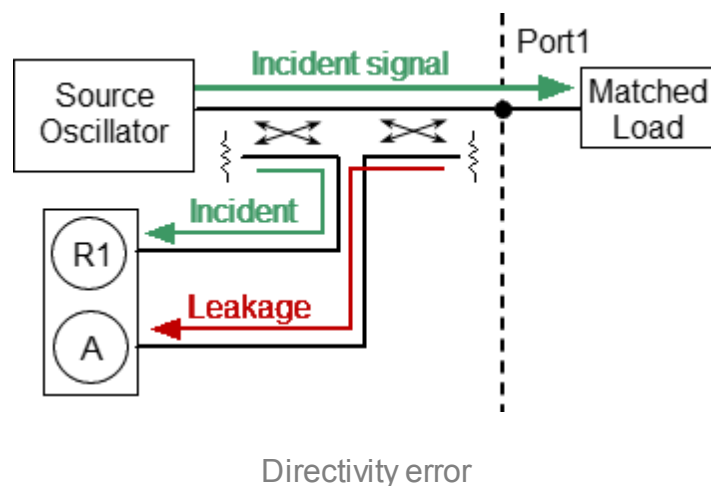 Port1
Incident signal
Source
Oscillator
Matched
Load
Incident
R1
Leakage
A
Directivity error